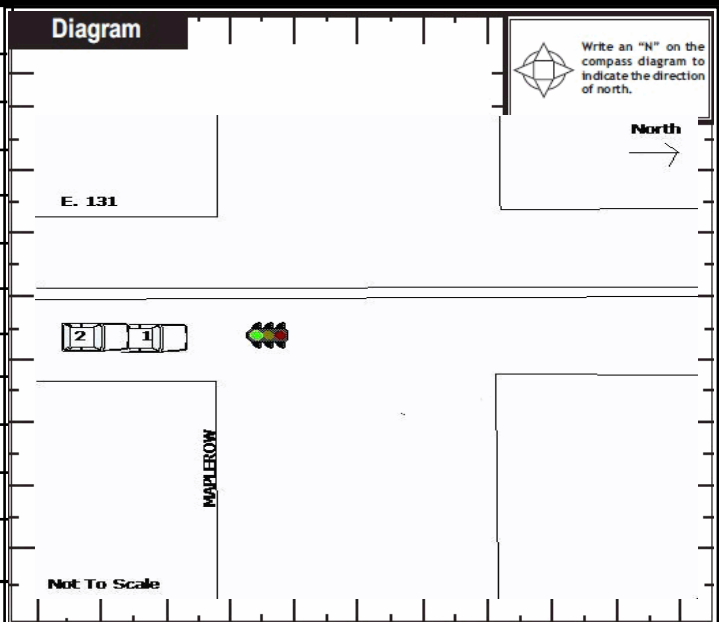 Diagram
Write an “N” on the
compass diagram to
indicate the direction
of north.
North
E. 131
2 1
MAPLEROW
Not To Scale